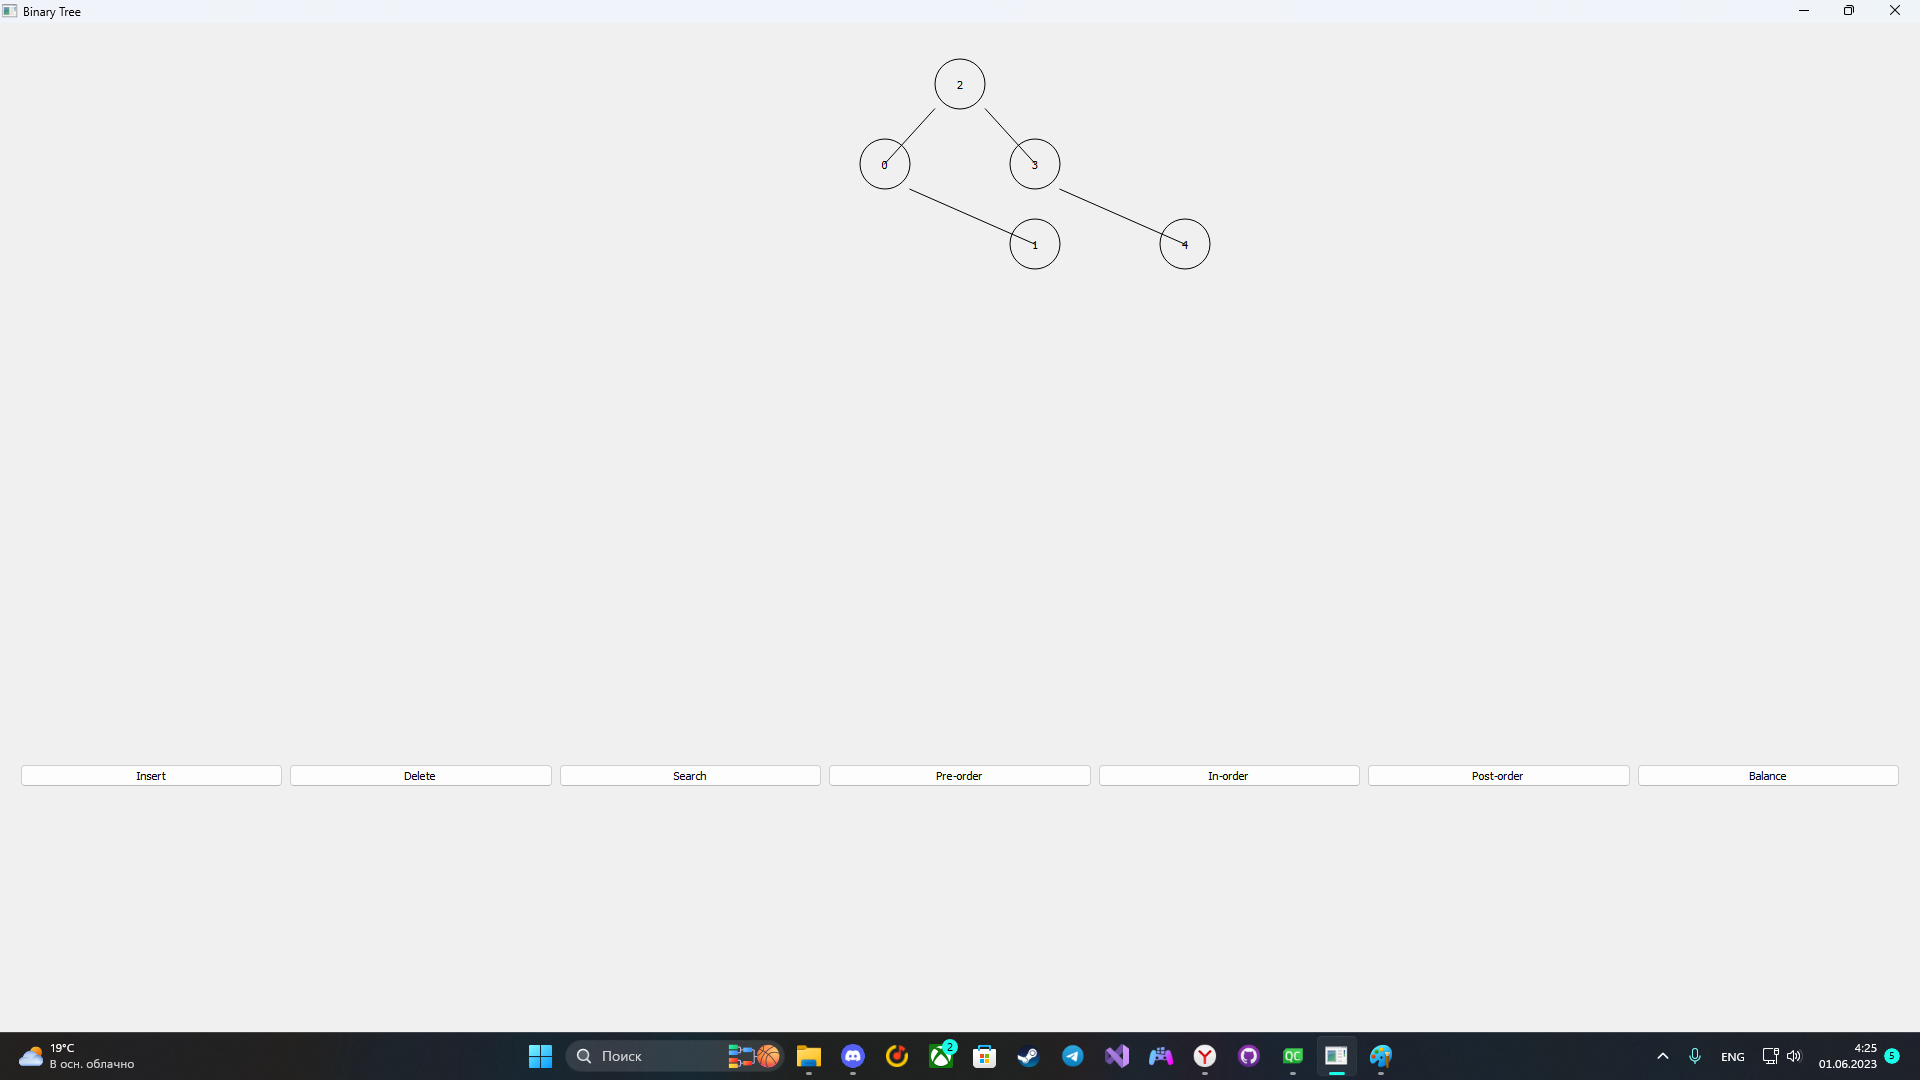 Binary Tree
2
0
3
1
4
Insert
Delete
Search
Pre-order
In-order
Post-order
Balance
19°C
В осн. облачно
Поиск
2
QC
ENG
4:25
01.06.2023
5